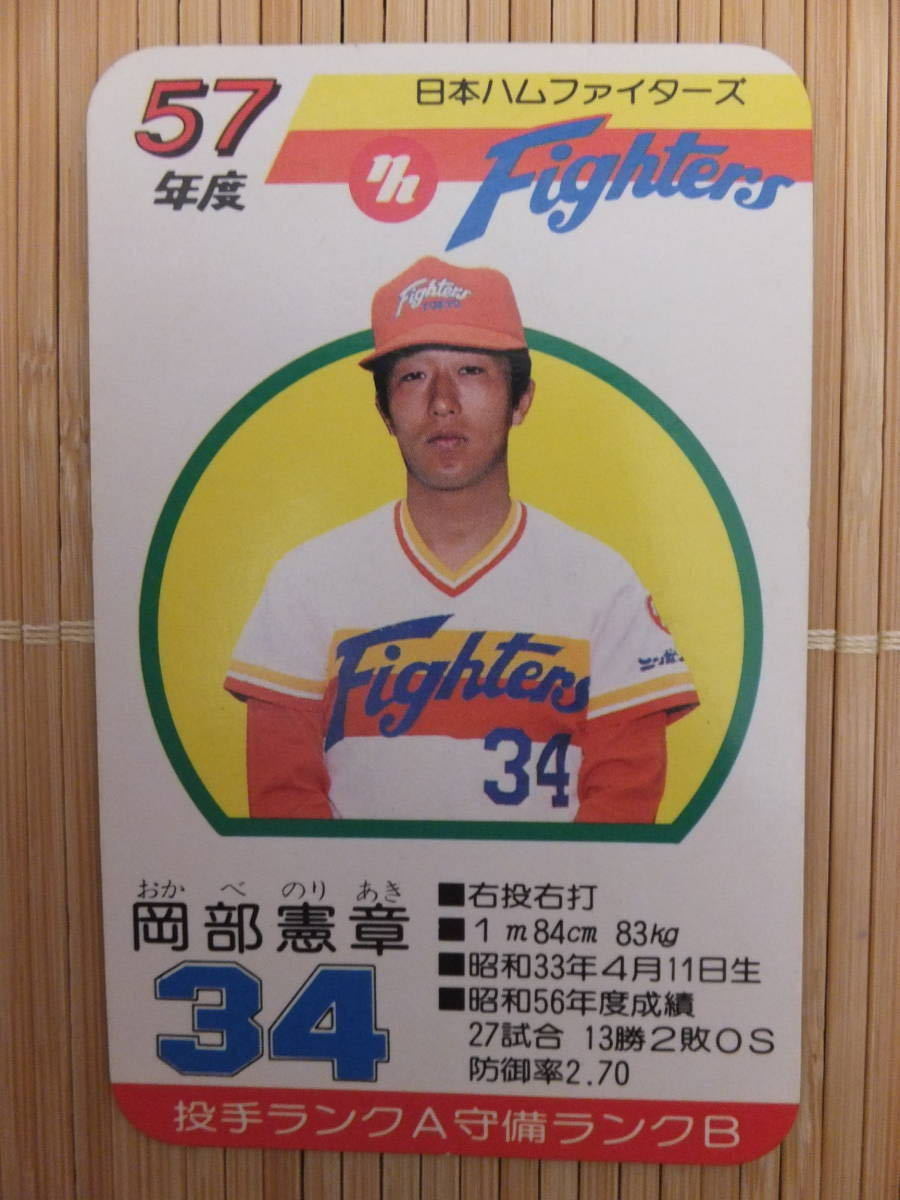 57
年度
日本ハムファイターズ
nh
Fighters
Fighters
TOKYO
Fighters
34
おか べ のり あき
岡部憲章
34
■右投右打
■1m84cm 83kg
■昭和33年4月11日生
■昭和56年度成績
27試合 13勝2敗0S
防御率2.70
投手ランクA守備ランクB